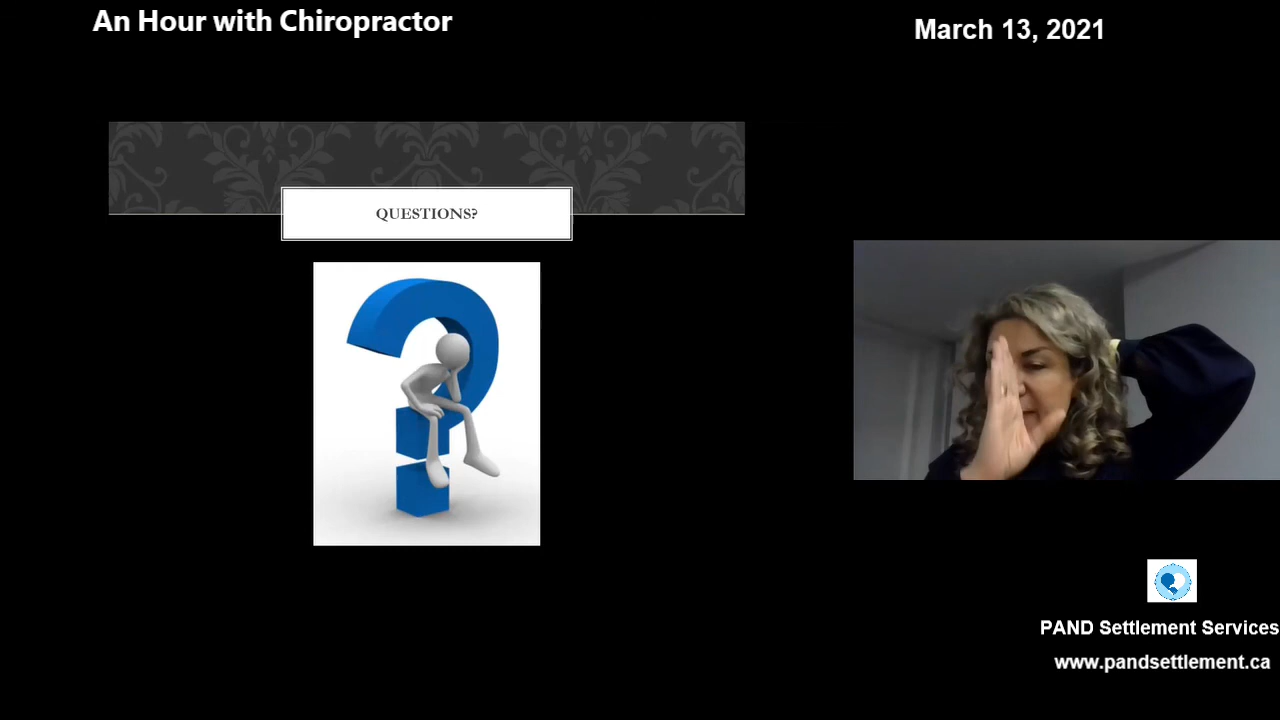 An Hour with Chiropractor
March 13, 2021
QUESTIONS?
PAND Settlement Services
www.pandsettlement.ca